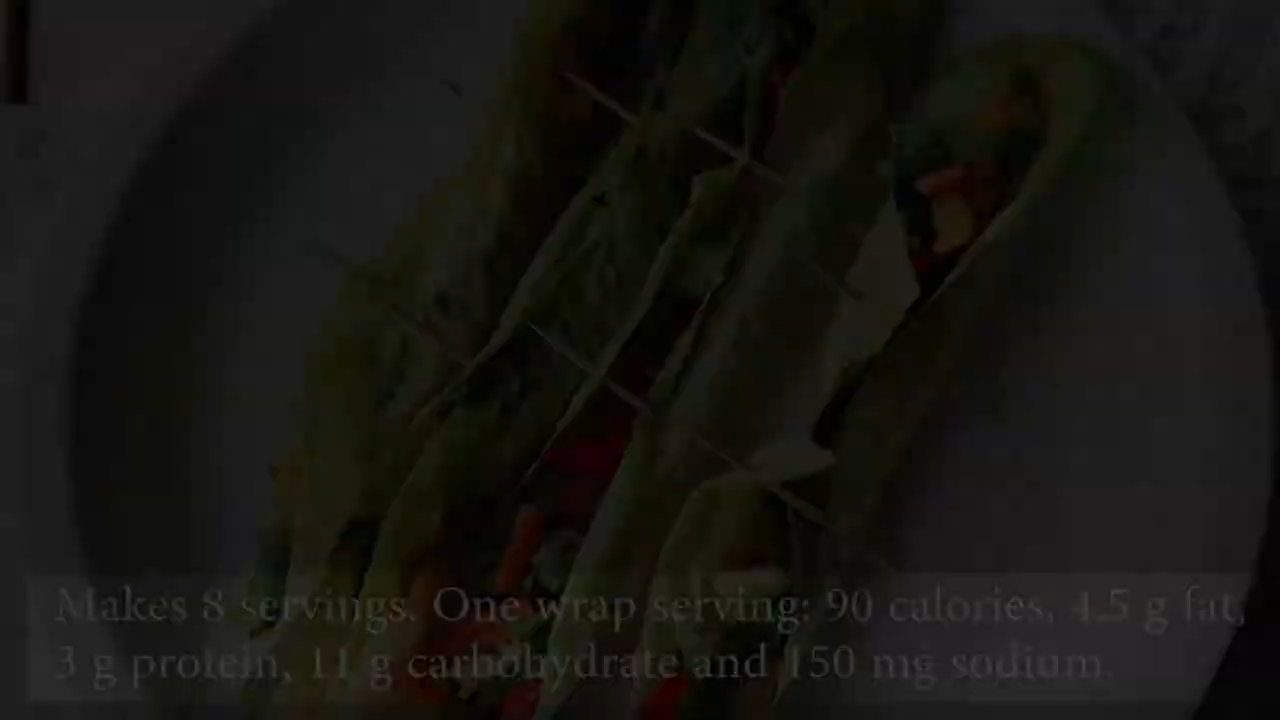 Makes 8 servings. One wrap serving: 90 calories, 4.5 g fat,
3 g protein, 11 g carbohydrate and 150 mg sodium.